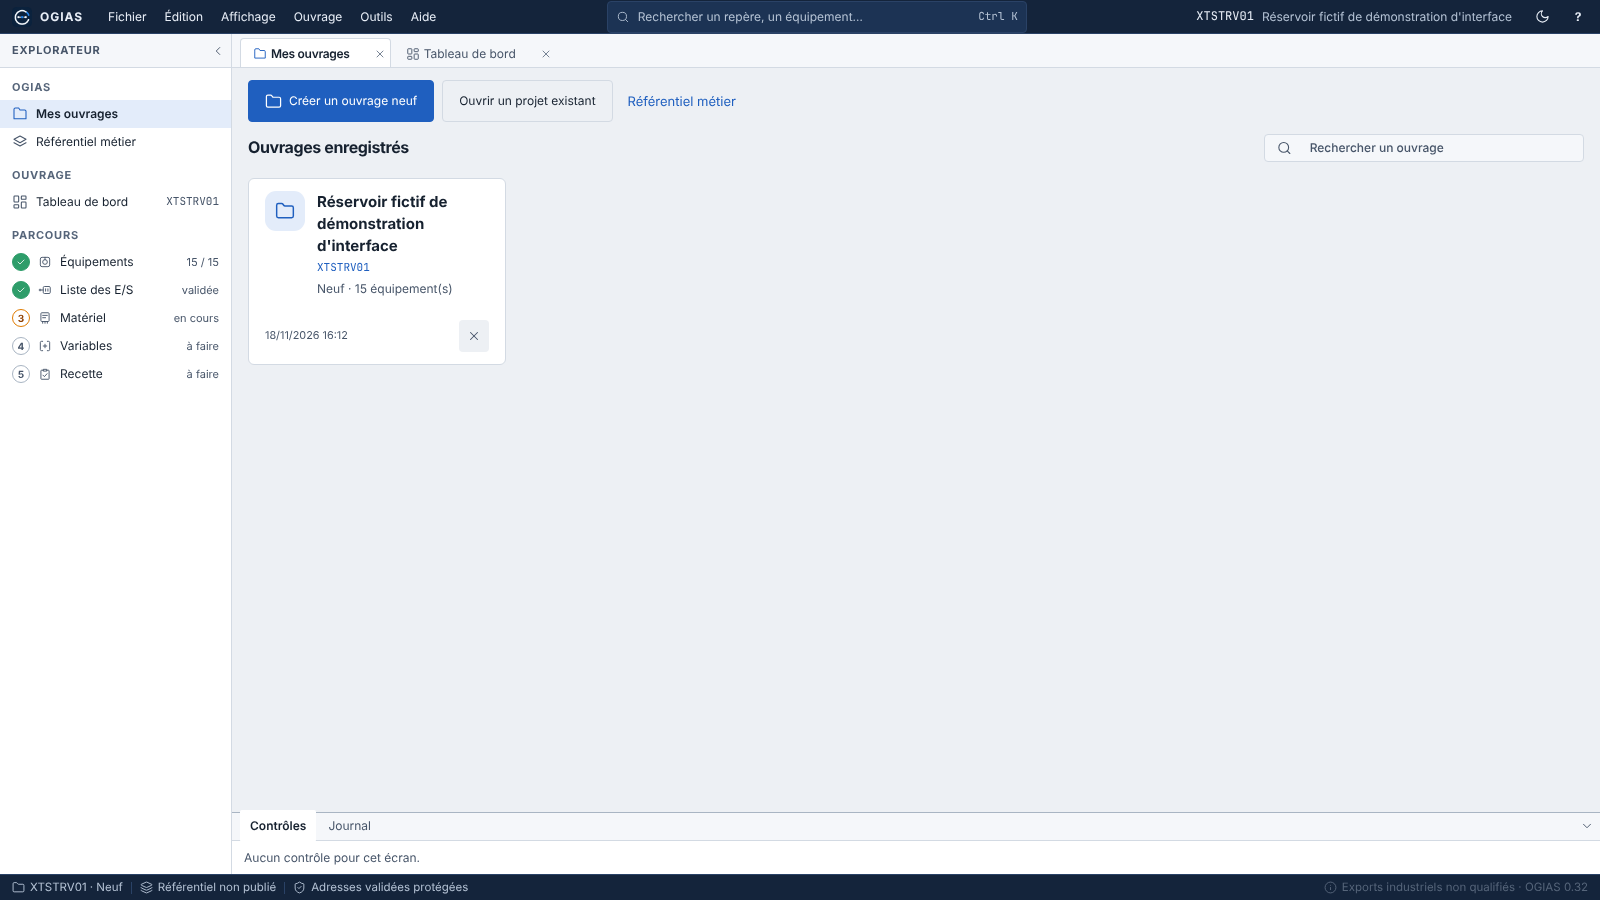 OGIAS Fichier Édition Affichage Ouvrage Outils Aide Rechercher un repère, un équipement... Ctrl K XTSTRV01 Réservoir fictif de démonstration d'interface ?
EXPLORATEUR
Mes ouvrages Tableau de bord
OGIAS
Mes ouvrages
Référentiel métier
OUVRAGE
Tableau de bord XTSTRV01
PARCOURS
Équipements 15 / 15
Liste des E/S validée
3 Matériel en cours
4 Variables à faire
5 Recette à faire
Créer un ouvrage neuf Ouvrir un projet existant Référentiel métier
Ouvrages enregistrés Rechercher un ouvrage
Réservoir fictif de
démonstration
d'interface
XTSTRV01
Neuf · 15 équipement(s)
18/11/2026 16:12
Contrôles Journal
Aucun contrôle pour cet écran.
XTSTRV01 · Neuf Référentiel non publié Adresses validées protégées Exports industriels non qualifiés · OGIAS 0.32